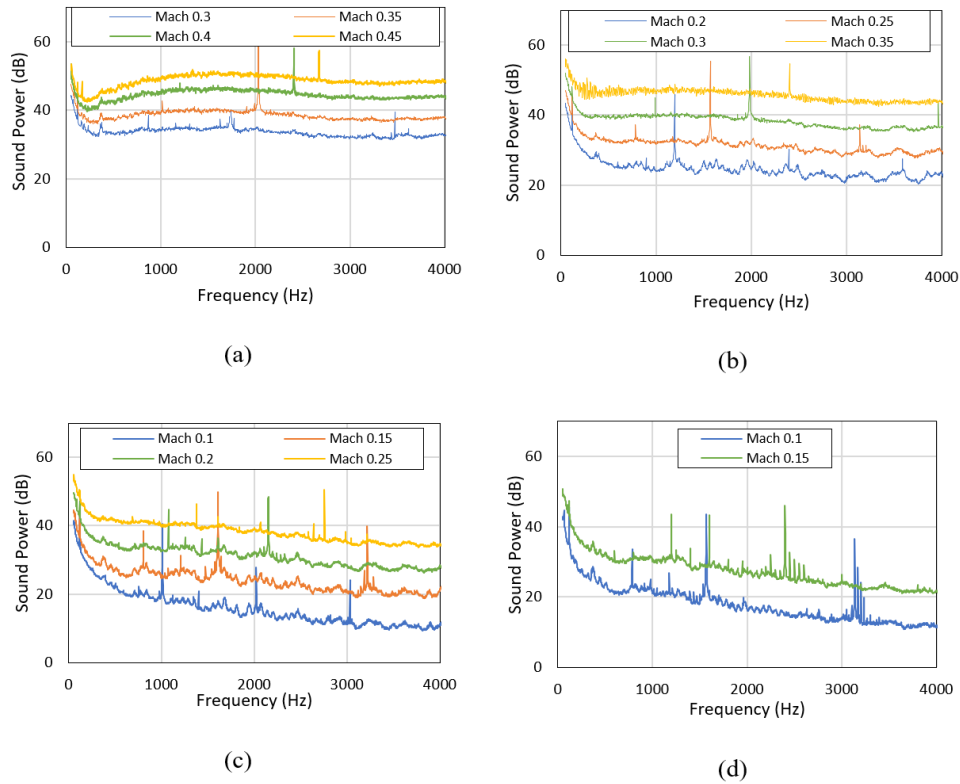 Mach 0.3 Mach 0.35
Mach 0.4 Mach 0.45
60
40
20
0
Sound Power (dB)
0 1000 2000 3000 4000
Frequency (Hz)
(a)
Mach 0.2 Mach 0.25
Mach 0.3 Mach 0.35
60
40
20
0
Sound Power (dB)
0 1000 2000 3000 4000
Frequency (Hz)
(b)
Mach 0.1 Mach 0.15
Mach 0.2 Mach 0.25
60
40
20
0
Sound Power (dB)
0 1000 2000 3000 4000
Frequency (Hz)
(c)
Mach 0.1
Mach 0.15
60
40
20
0
Sound Power (dB)
0 1000 2000 3000 4000
Frequency (Hz)
(d)